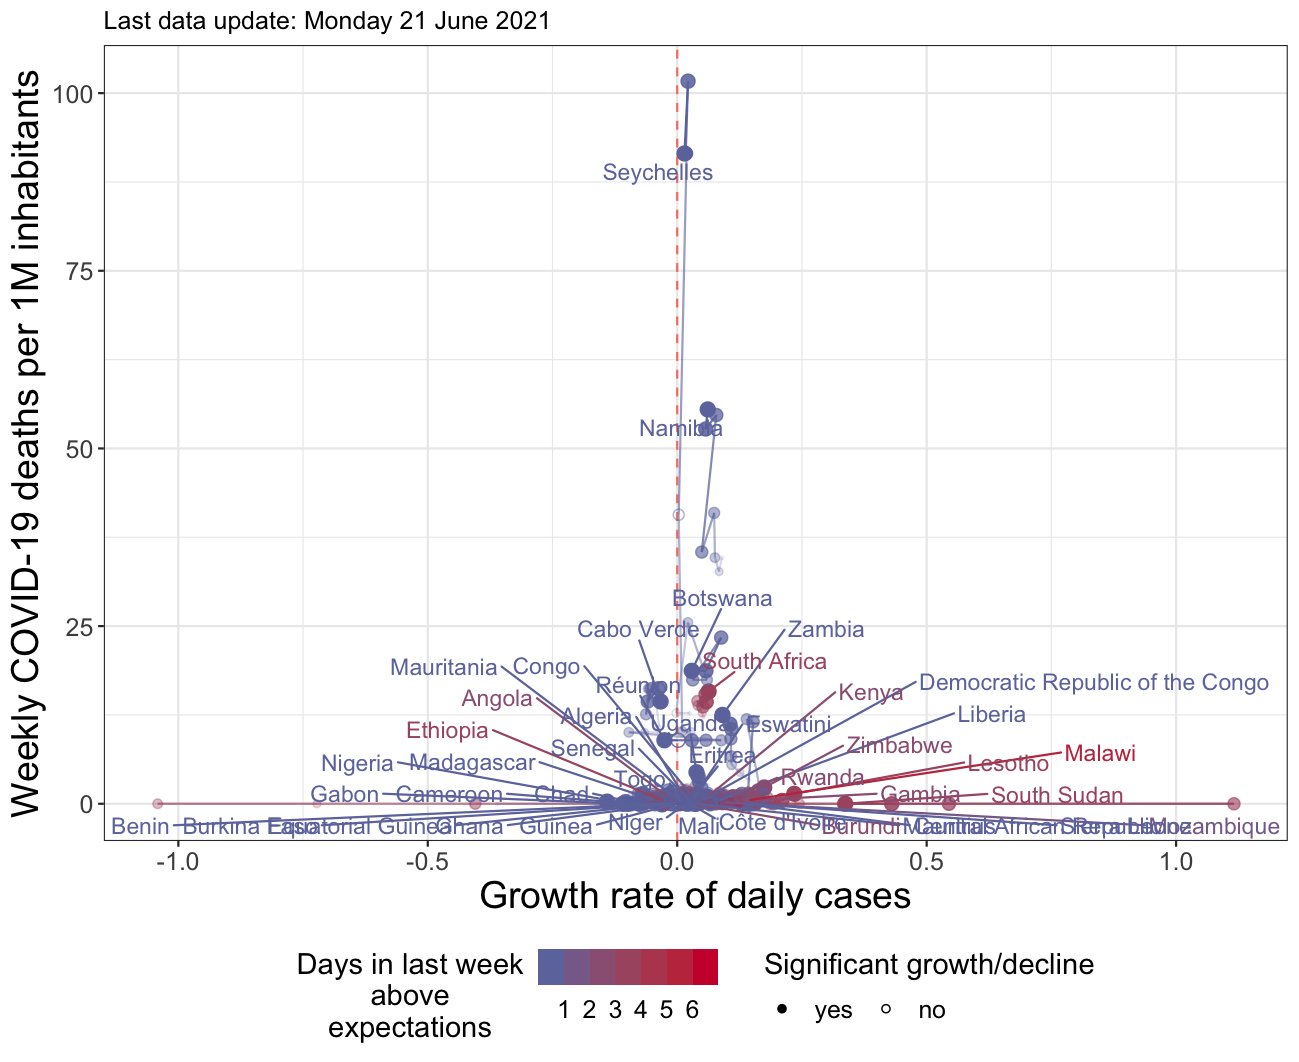 Last data update: Monday 21 June 2021
Weekly COVID-19 deaths per 1M inhabitants
100
75
50
25
0
Seychelles
Namibia
Botswana
Cabo Verde
Zambia
South Africa
Mauritania
Congo
Réunion
Angola
Kenya
Democratic Republic of the Congo
Algeria
Uganda
Eswatini
Liberia
Ethiopia
Senegal
Eritrea
Zimbabwe
Malawi
Nigeria
Madagascar
Togo
Rwanda
Lesotho
Gabon
Cameroon
Chad
Gambia
South Sudan
Benin
Burkina Faso
Equatorial Guinea
Ghana
Guinea
Niger
Mali
Côte d'Ivoire
Burundi
Mauritius
Central African Republic
Mozambique
-1.0
-0.5
0.0
0.5
1.0
Growth rate of daily cases
Days in last week
above
expectations
1 2 3 4 5 6
Significant growth/decline
yes
no